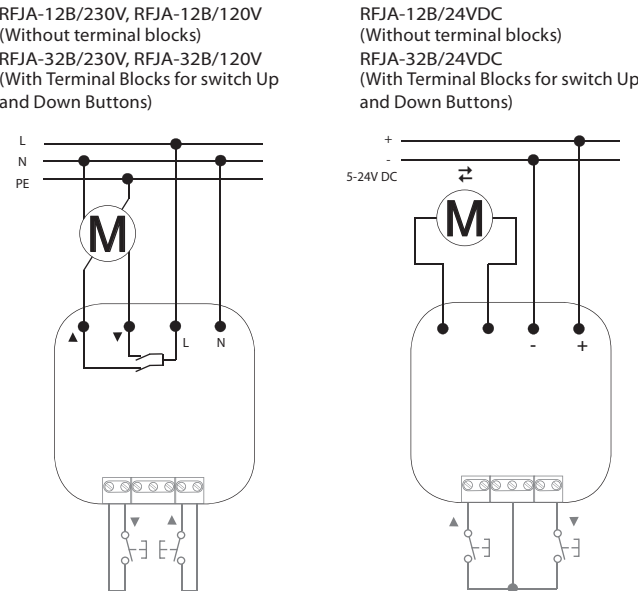 RFJA-12B/230V, RFJA-12B/120V
(Without terminal blocks)
RFJA-32B/230V, RFJA-32B/120V
(With Terminal Blocks for switch Up
and Down Buttons)
L
N
PE
M
▲
▼
L
N
▼
▲
RFJA-12B/24VDC
(Without terminal blocks)
RFJA-32B/24VDC
(With Terminal Blocks for switch Up
and Down Buttons)
+
-
5-24V DC
⇄
M
-
+
▲
▼